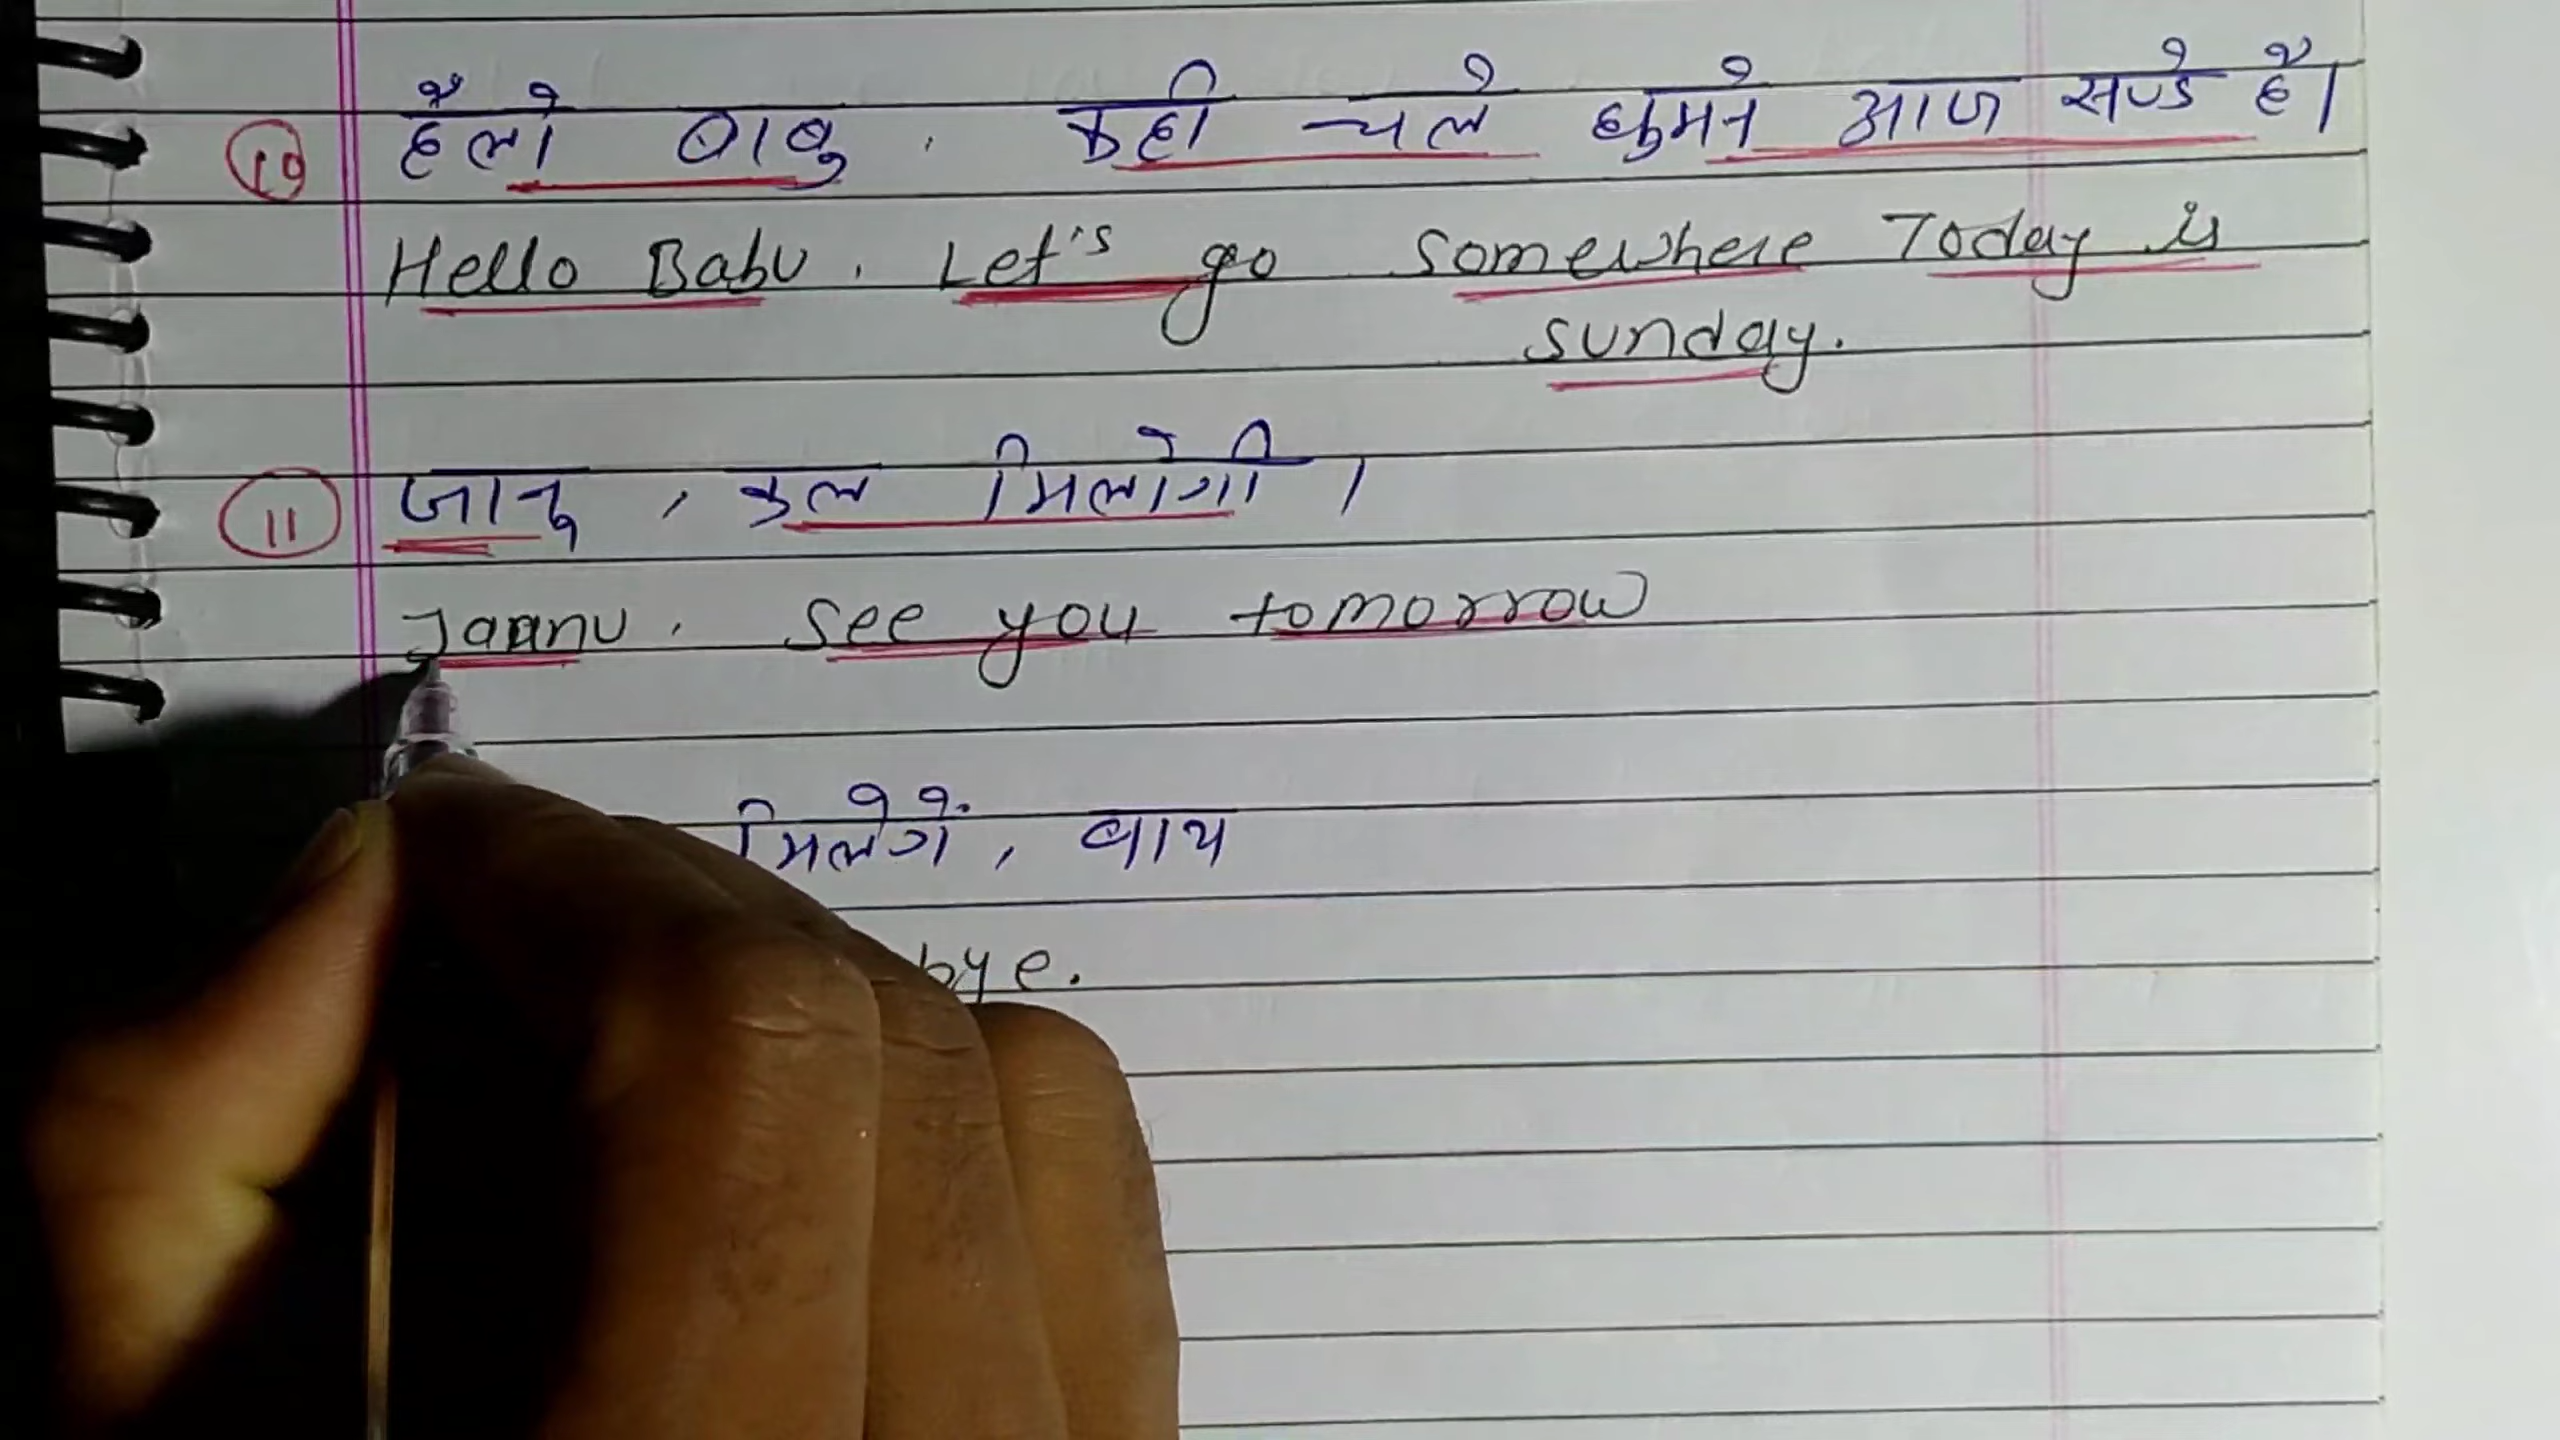 10 हैलो बाबु, कही चले घुमने आज सण्डे है।
Hello Babu, Let's go somewhere Today is
sunday.
11 जानू, कल मिलोगी।
Jaanu, see you tomorrow
मिलेगें, बाय
bye.